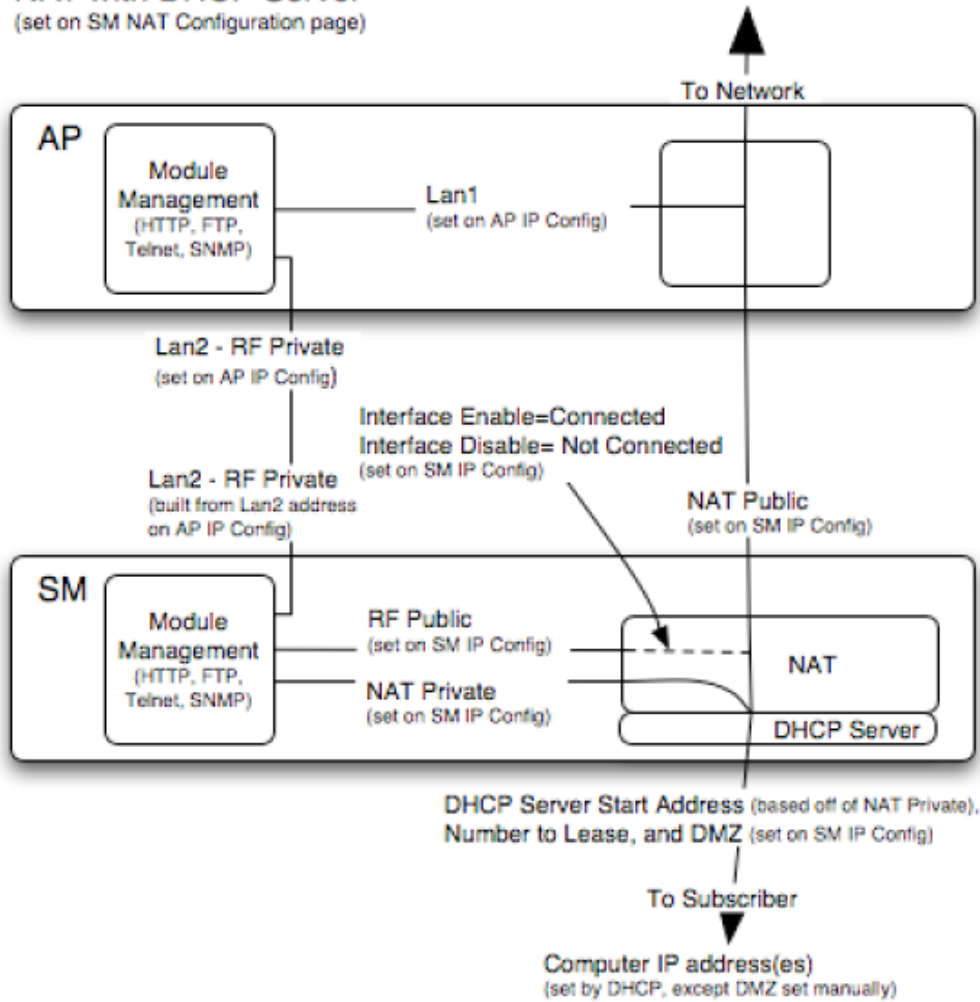 NAT with DHCP Server
(set on SM NAT Configuration page)
To Network
AP
Module
Management
(HTTP, FTP,
Telnet, SNMP)
Lan1
(set on AP IP Config)
Lan2 - RF Private
(set on AP IP Config)
Interface Enable=Connected
Interface Disable= Not Connected
(set on SM IP Config)
Lan2 - RF Private
(built from Lan2 address
on AP IP Config)
NAT Public
(set on SM IP Config)
SM
Module
Management
(HTTP, FTP,
Telnet, SNMP)
RF Public
(set on SM IP Config)
NAT Private
(set on SM IP Config)
NAT
DHCP Server
DHCP Server Start Address (based off of NAT Private),
Number to Lease, and DMZ (set on SM IP Config)
To Subscriber
Computer IP address(es)
(set by DHCP, except DMZ set manually)